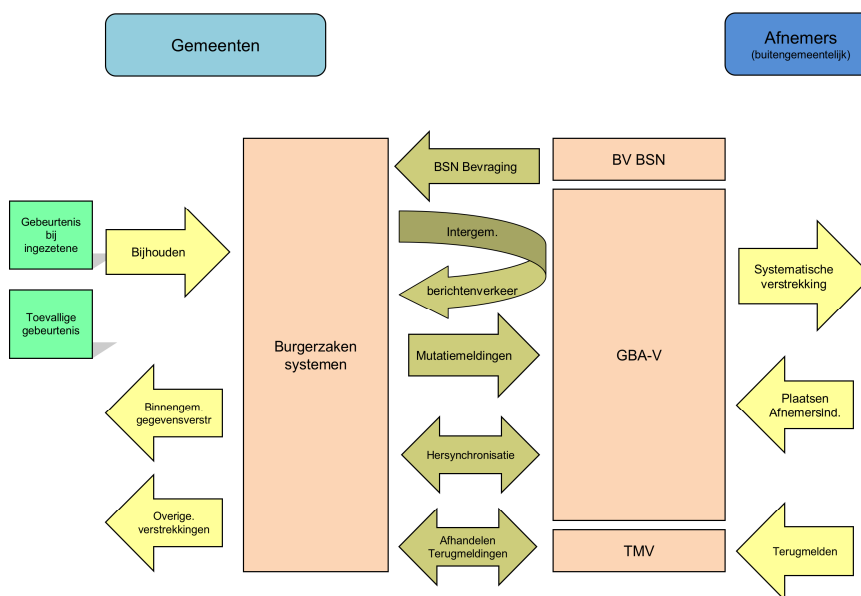 Gemeenten
Afnemers
(buitengemeentelijk)
BSN Bevraging
BV BSN
Gebeurtenis
bij
ingezetene
Bijhouden
Intergem.
berichtenverkeer
Systematische
verstrekking
Toevallige
gebeurtenis
Burgerzaken
systemen
Mutatiemeldingen
GBA-V
Binnengem.
gegevensverstr
Plaatsen
Afnemersind.
Hersynchronisatie
Overige.
verstrekkingen
Afhandelen
Terugmeldingen
TMV
Terugmelden